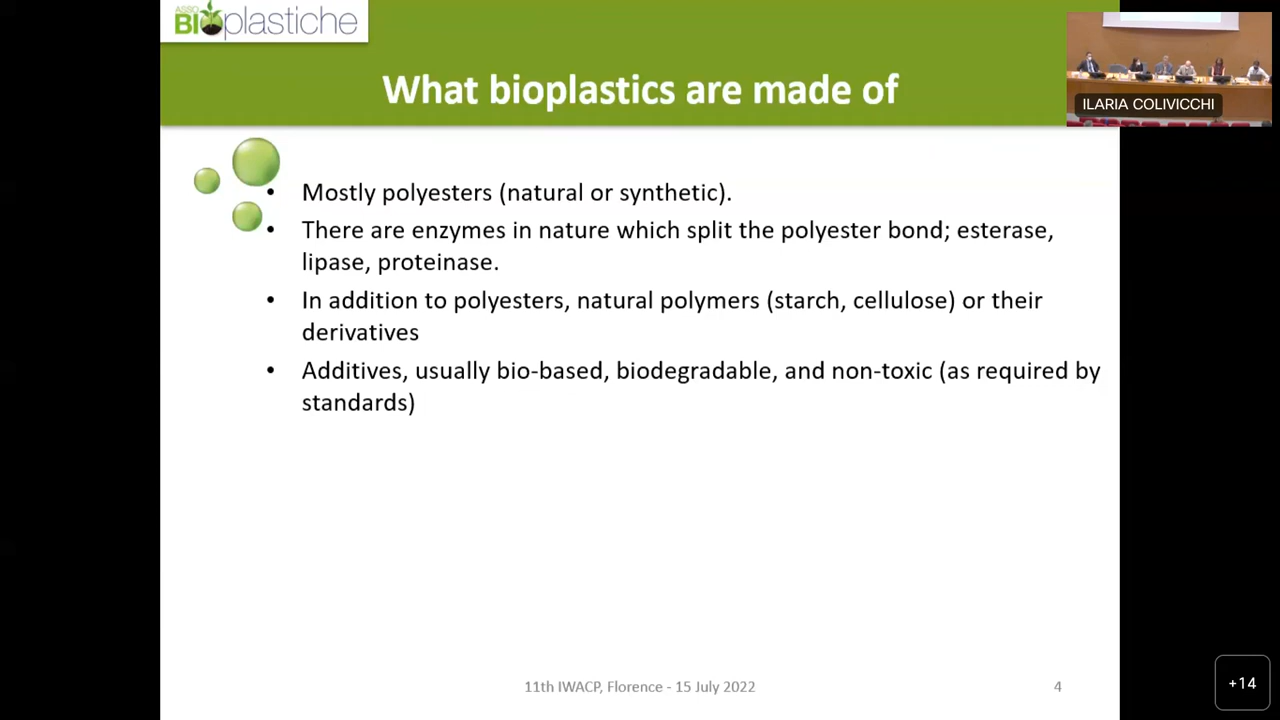 ASSO
BIOplastiche
What bioplastics are made of
ILARIA COLIVICCHI
• Mostly polyesters (natural or synthetic).
• There are enzymes in nature which split the polyester bond; esterase,
lipase, proteinase.
• In addition to polyesters, natural polymers (starch, cellulose) or their
derivatives
• Additives, usually bio-based, biodegradable, and non-toxic (as required by
standards)
11th IWACP, Florence - 15 July 2022
4
+14